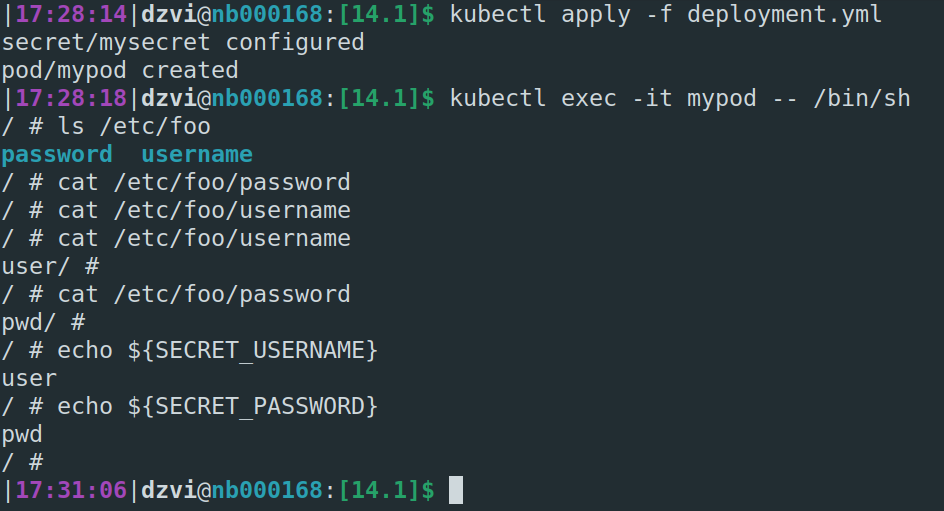 |17:28:14|dzvi@nb000168:[14.1]$ kubectl apply -f deployment.yml
secret/mysecret configured
pod/mypod created
|17:28:18|dzvi@nb000168:[14.1]$ kubectl exec -it mypod -- /bin/sh
/ # ls /etc/foo
password  username
/ # cat /etc/foo/password
/ # cat /etc/foo/username
/ # cat /etc/foo/username
user/ #
/ # cat /etc/foo/password
pwd/ #
/ # echo ${SECRET_USERNAME}
user
/ # echo ${SECRET_PASSWORD}
pwd
/ #
|17:31:06|dzvi@nb000168:[14.1]$